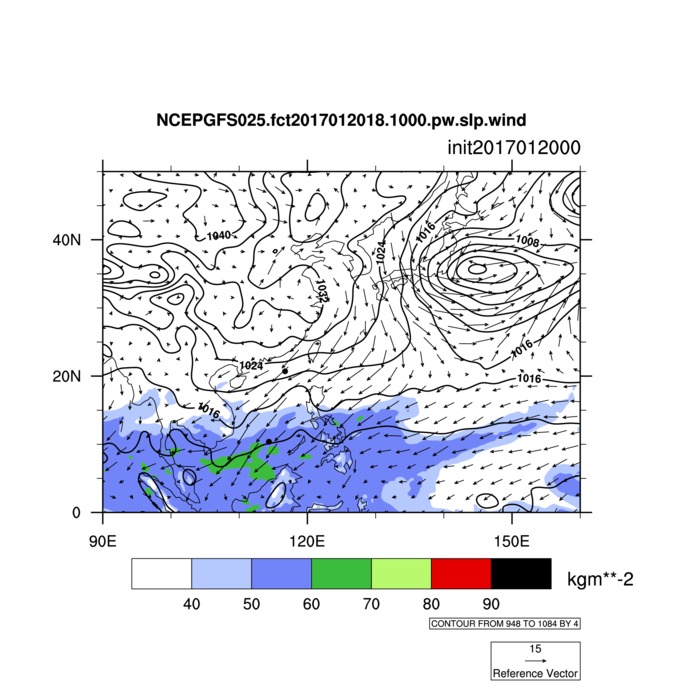 NCEPGFS025.fct2017012018.1000.pw.slp.wind
init2017012000
40N
20N
0
90E
120E
150E
1040
1024
1016
1008
1032
1024
1016
1016
1016
40
50
60
70
80
90
kgm**-2
CONTOUR FROM 948 TO 1084 BY 4
15
Reference Vector